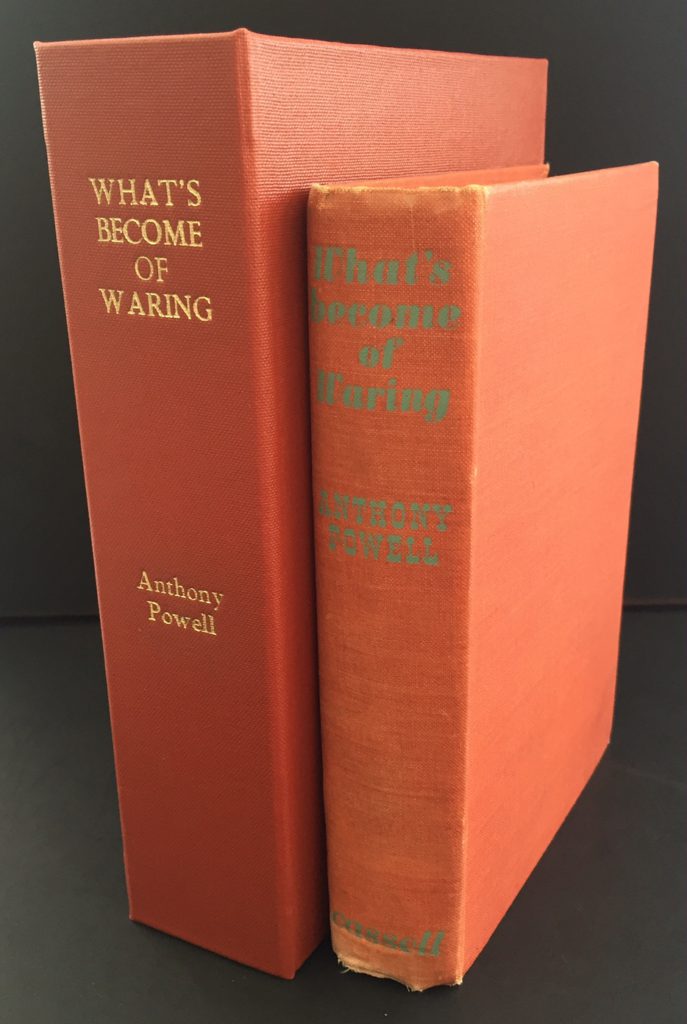 WHAT'S
BECOME
OF
WARING
Anthony
Powell
What's
become
of
Waring
ANTHONY
POWELL
cassell